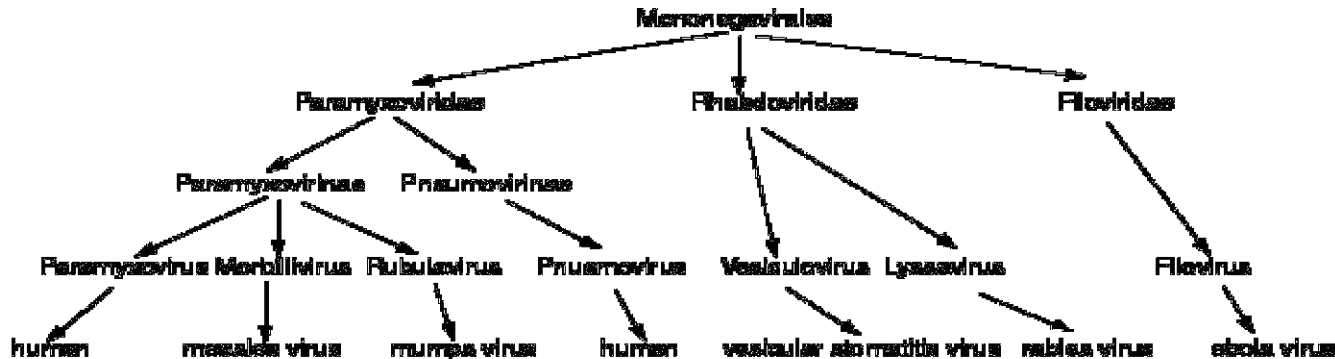 Mononegavirales
Paramyxoviridae Rhabdoviridae Filoviridae
Paramyxovirinae Pneumovirinae
Paramyxovirus Morbillivirus Rubulavirus Pnuemovirus Vesiculovirus Lyssavirus Filovirus
human measles virus mumps virus human vesicular stomatitis virus rabies virus ebola virus